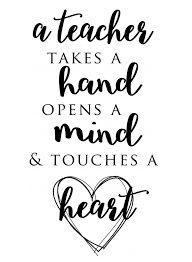 a teacher
TAKES A
hand
OPENS A
mind
& TOUCHES A
heart